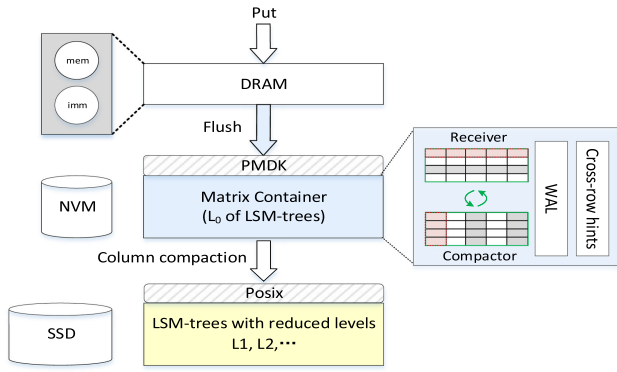 Put
mem
imm
DRAM
Flush
PMDK
NVM
Matrix Container
(L0 of LSM-trees)
Receiver
Compactor
WAL
Cross-row hints
Column compaction
Posix
SSD
LSM-trees with reduced levels
L1, L2,···